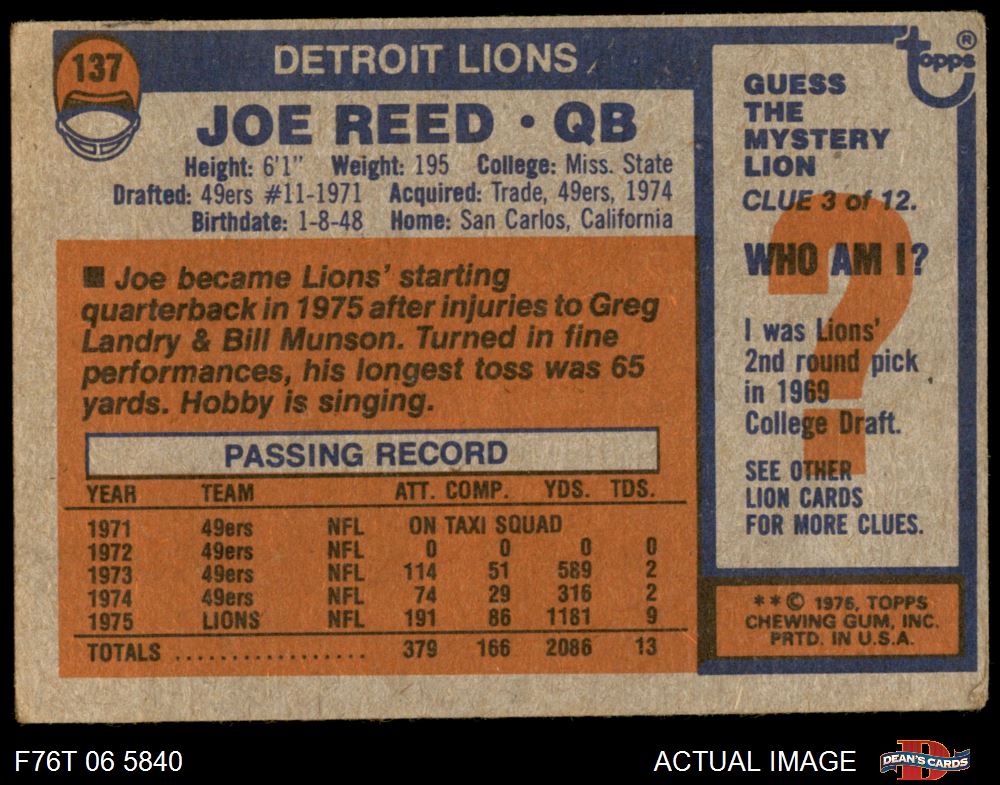 137
DETROIT LIONS
JOE REED • QB
Height: 6'1" Weight: 195 College: Miss. State
Drafted: 49ers #11-1971 Acquired: Trade, 49ers, 1974
Birthdate: 1-8-48 Home: San Carlos, California
■ Joe became Lions' starting
quarterback in 1975 after injuries to Greg
Landry & Bill Munson. Turned in fine
performances, his longest toss was 65
yards. Hobby is singing.
PASSING RECORD
YEAR TEAM ATT. COMP. YDS. TDS.
1971 49ers NFL ON TAXI SQUAD
1972 49ers NFL 0 0 0 0
1973 49ers NFL 114 51 589 2
1974 49ers NFL 74 29 316 2
1975 LIONS NFL 191 86 1181 9
TOTALS .................. 379 166 2086 13
Topps ®
GUESS
THE
MYSTERY
LION
CLUE 3 of 12.
WHO AM I?
?
I was Lions'
2nd round pick
in 1969
College Draft.
SEE OTHER
LION CARDS
FOR MORE CLUES.
**© 1976, TOPPS
CHEWING GUM, INC.
PRTD. IN U.S.A.
F76T 06 5840
ACTUAL IMAGE
D
DEAN'S CARDS